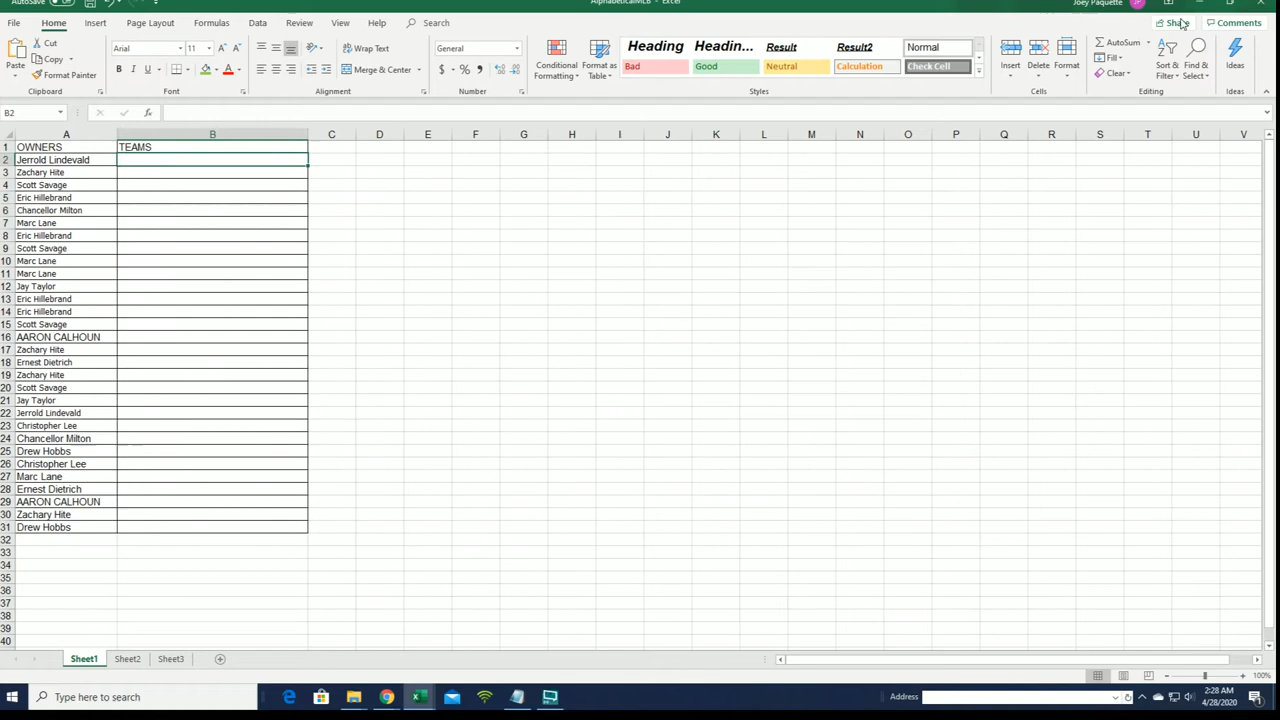 AutoSave AlphabeticalMLB - Excel Joey Paquette JP
File Home Insert Page Layout Formulas Data Review View Search Share Comments
Paste Cut Copy Format Painter
Arial 11 B I U Wrap Text Merge & Center
General $ % Conditional Formatting Format as Table
Heading Headin... Result Result2 Normal
Bad Good Neutral Calculation Check Cell
Insert Delete Format AutoSum Fill Clear Sort & Filter Find & Select Ideas
Clipboard Font Alignment Number Styles Cells Editing Ideas
B2 fx
A B C D E F G H I J K L M N O P Q R S T U V
1 OWNERS TEAMS
2 Jerrold Lindevald
3 Zachary Hite
4 Scott Savage
5 Eric Hillebrand
6 Chancellor Milton
7 Marc Lane
8 Eric Hillebrand
9 Scott Savage
10 Marc Lane
11 Marc Lane
12 Jay Taylor
13 Eric Hillebrand
14 Eric Hillebrand
15 Scott Savage
16 AARON CALHOUN
17 Zachary Hite
18 Ernest Dietrich
19 Zachary Hite
20 Scott Savage
21 Jay Taylor
22 Jerrold Lindevald
23 Christopher Lee
24 Chancellor Milton
25 Drew Hobbs
26 Christopher Lee
27 Marc Lane
28 Ernest Dietrich
29 AARON CALHOUN
30 Zachary Hite
31 Drew Hobbs
32
33
34
35
36
37
38
39
40
Sheet1 Sheet2 Sheet3
100%
Type here to search Address 2:28 AM
4/28/2020